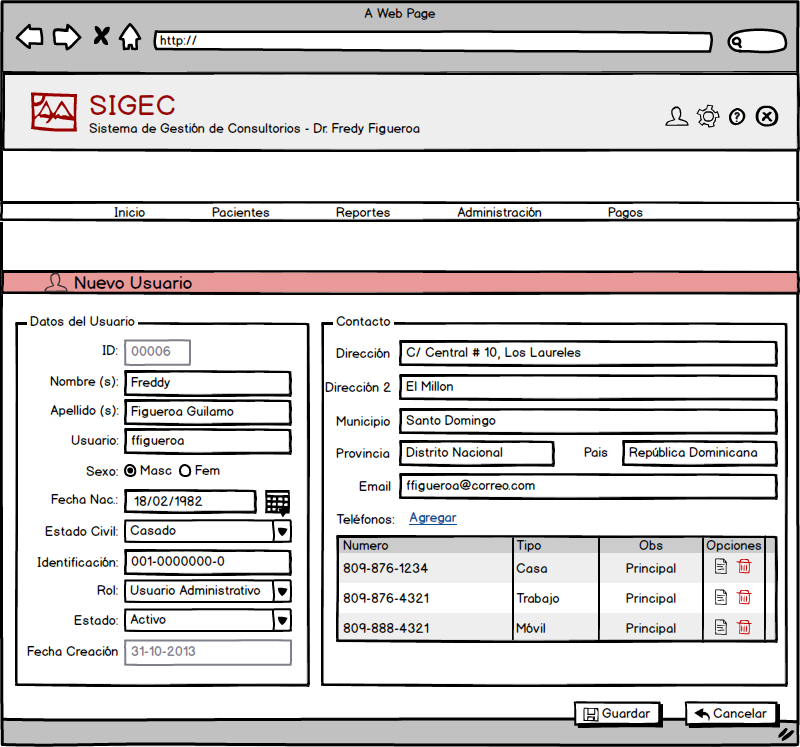 A Web Page
http://
SIGEC
Sistema de Gestión de Consultorios - Dr. Fredy Figueroa
Inicio Pacientes Reportes Administración Pagos
Nuevo Usuario
Datos del Usuario
ID: 00006
Nombre (s): Freddy
Apellido (s): Figueroa Guilamo
Usuario: ffigueroa
Sexo: Masc Fem
Fecha Nac.: 18/02/1982
Estado Civil: Casado
Identificación: 001-0000000-0
Rol: Usuario Administrativo
Estado: Activo
Fecha Creación 31-10-2013
Contacto
Dirección C/ Central # 10, Los Laureles
Dirección 2 El Millon
Municipio Santo Domingo
Provincia Distrito Nacional Pais República Dominicana
Email ffigueroa@correo.com
Teléfonos: Agregar
Numero Tipo Obs Opciones
809-876-1234 Casa Principal
809-876-4321 Trabajo Principal
809-888-4321 Móvil Principal
Guardar Cancelar